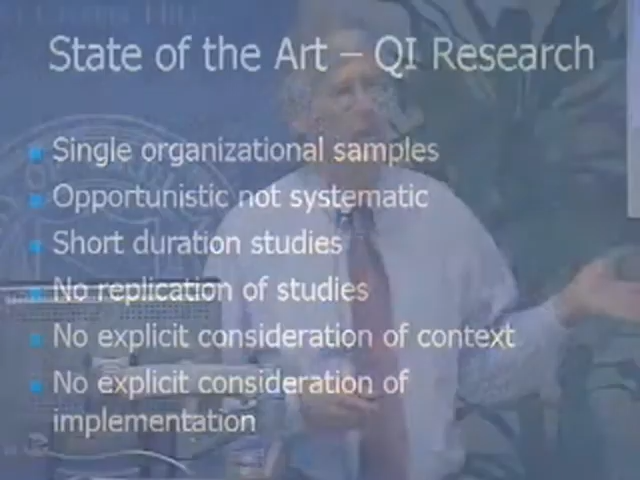 State of the Art – QI Research
Single organizational samples
Opportunistic not systematic
Short duration studies
No replication of studies
No explicit consideration of context
No explicit consideration of
implementation